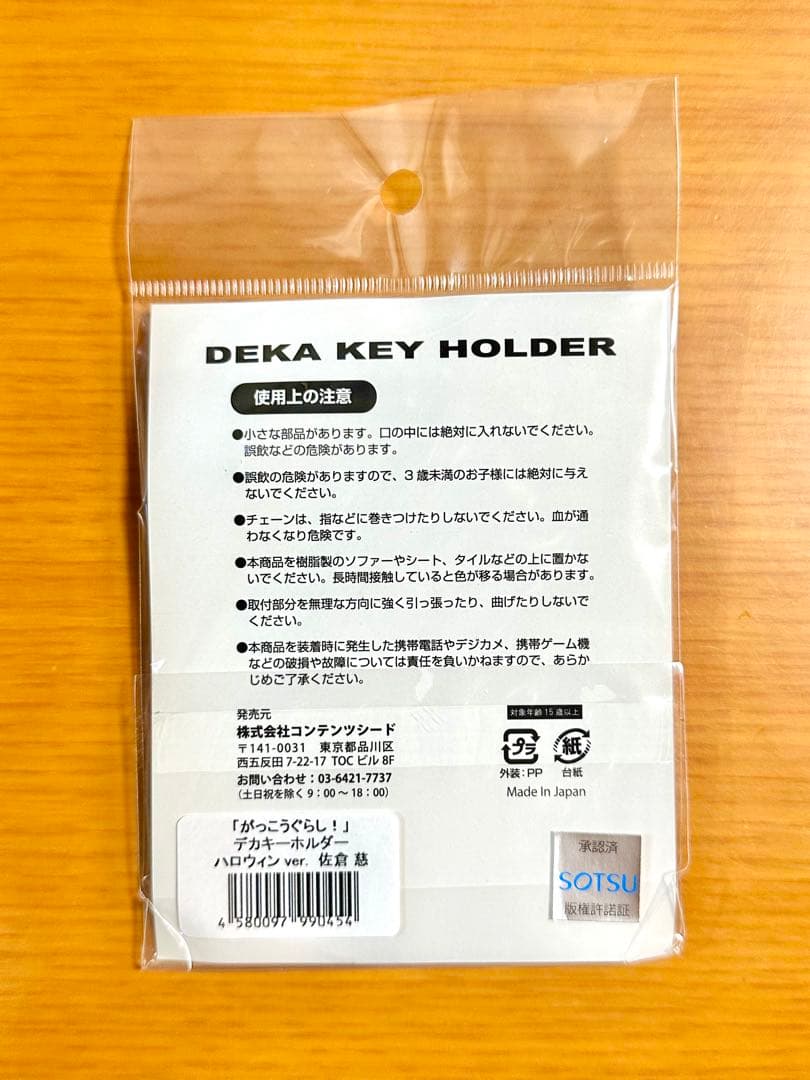 DEKA KEY HOLDER
使用上の注意
●小さな部品があります。口の中には絶対に入れないでください。
誤飲などの危険があります。
●誤飲の危険がありますので、3歳未満のお子様には絶対に与え
ないでください。
●チェーンは、指などに巻きつけたりしないでください。血が通
わなくなり危険です。
●本商品を樹脂製のソファーやシート、タイルなどの上に置かな
いでください。長時間接触していると色が移る場合があります。
●取付部分を無理な方向に強く引っ張ったり、曲げたりしないで
ください。
●本商品を装着時に発生した携帯電話やデジカメ、携帯ゲーム機
などの破損や故障については責任を負いかねますので、あらか
じめご了承ください。
発売元
株式会社コンテンツシード
〒141-0031 東京都品川区
西五反田 7-22-17 TOC ビル 8F
お問い合わせ：03-6421-7737
（土日祝を除く 9：00 〜 18：00）
対象年齢 15 歳以上
プラ
紙
外装：PP
台紙
Made In Japan
「がっこうぐらし！」
デカキーホルダー
ハロウィン ver. 佐倉 慈
4 580097 990454
承認済
SOTSU
版権許諾証